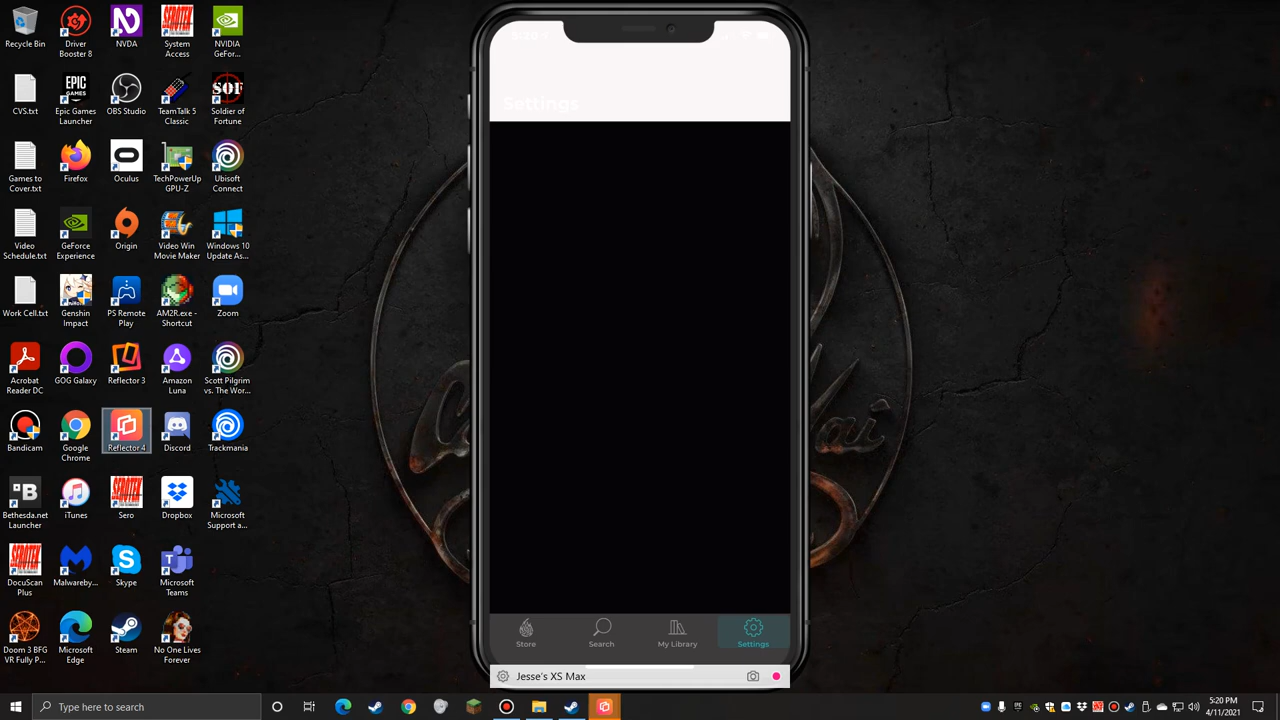 Recycle Bin
Driver
Booster 8
NVDA
SEROTEK
System
Access
NVIDIA
GeFor...
CVS.txt
EPIC
GAMES
Epic Games
Launcher
OBS Studio
TeamTalk 5
Classic
SOF
Soldier of
Fortune
Games to
Cover.txt
Firefox
Oculus
TechPowerUp
GPU-Z
Ubisoft
Connect
Video
Schedule.txt
GeForce
Experience
Origin
Video Win
Movie Maker
Windows 10
Update As...
Work Cell.txt
Genshin
Impact
PS Remote
Play
AM2R.exe -
Shortcut
Zoom
Acrobat
Reader DC
GOG Galaxy
Reflector 3
Amazon
Luna
Scott Pilgrim
vs. The Wor...
Bandicam
Google
Chrome
Reflector 4
Discord
Trackmania
B
Bethesda.net
Launcher
iTunes
SEROTEK
Sero
Dropbox
Microsoft
Support a...
SEROTEK
DocuScan
Plus
Malwareby...
S
Skype
T
Microsoft
Teams
Doom 3 BFG
VR Fully P...
Microsoft
Edge
Steam
No One Lives
Forever
Settings
Store
Search
My Library
Settings
Jesse's XS Max
Type here to search
5:20 PM
4/11/2021